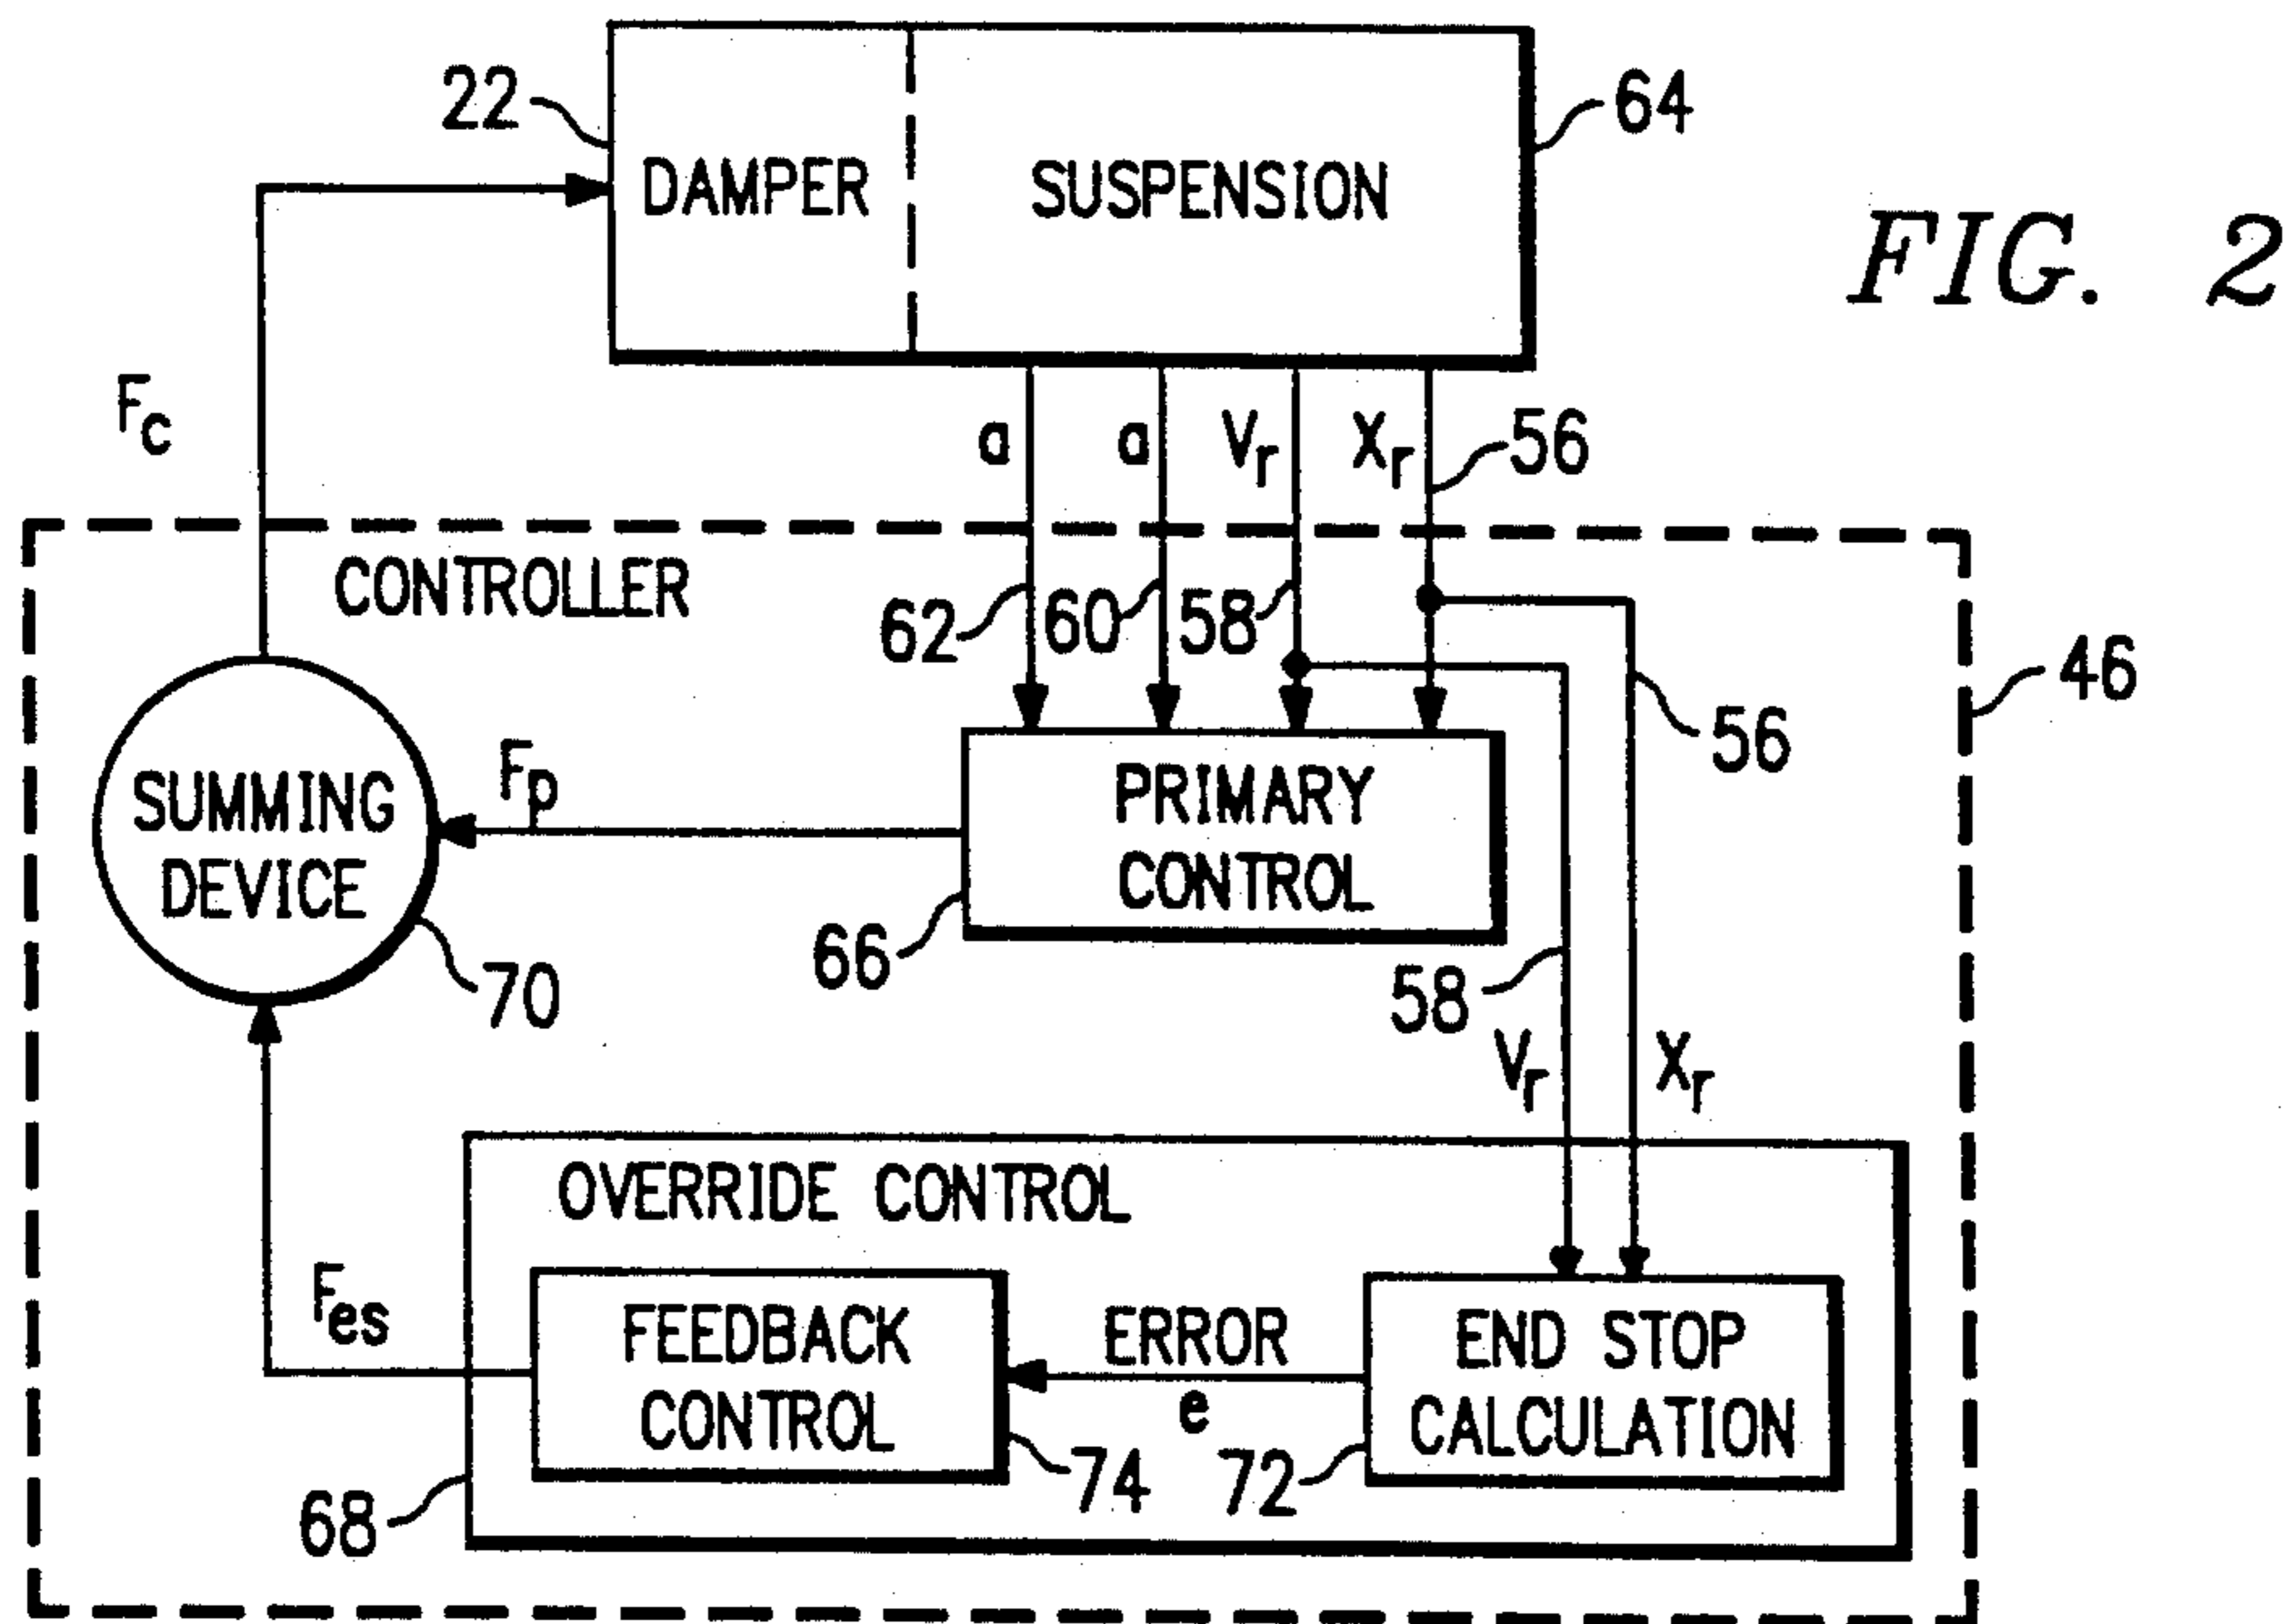 22
64
DAMPER
SUSPENSION
FIG. 2
Fc
a
a
Vr
Xr
56
CONTROLLER
62
60
58
46
56
Fp
SUMMING
DEVICE
PRIMARY
CONTROL
66
70
58
Vr
Xr
OVERRIDE CONTROL
Fes
FEEDBACK
CONTROL
ERROR
e
END STOP
CALCULATION
74
72
68